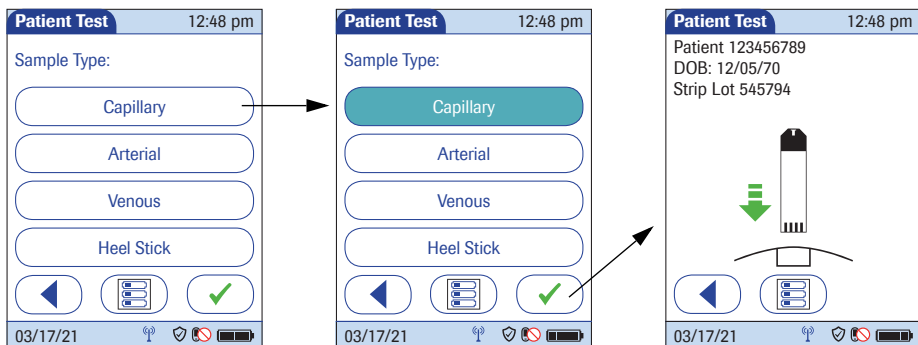 Patient Test 12:48 pm
Sample Type:
Capillary
Arterial
Venous
Heel Stick
03/17/21
Patient Test 12:48 pm
Sample Type:
Capillary
Arterial
Venous
Heel Stick
03/17/21
Patient Test 12:48 pm
Patient 123456789
DOB: 12/05/70
Strip Lot 545794
03/17/21